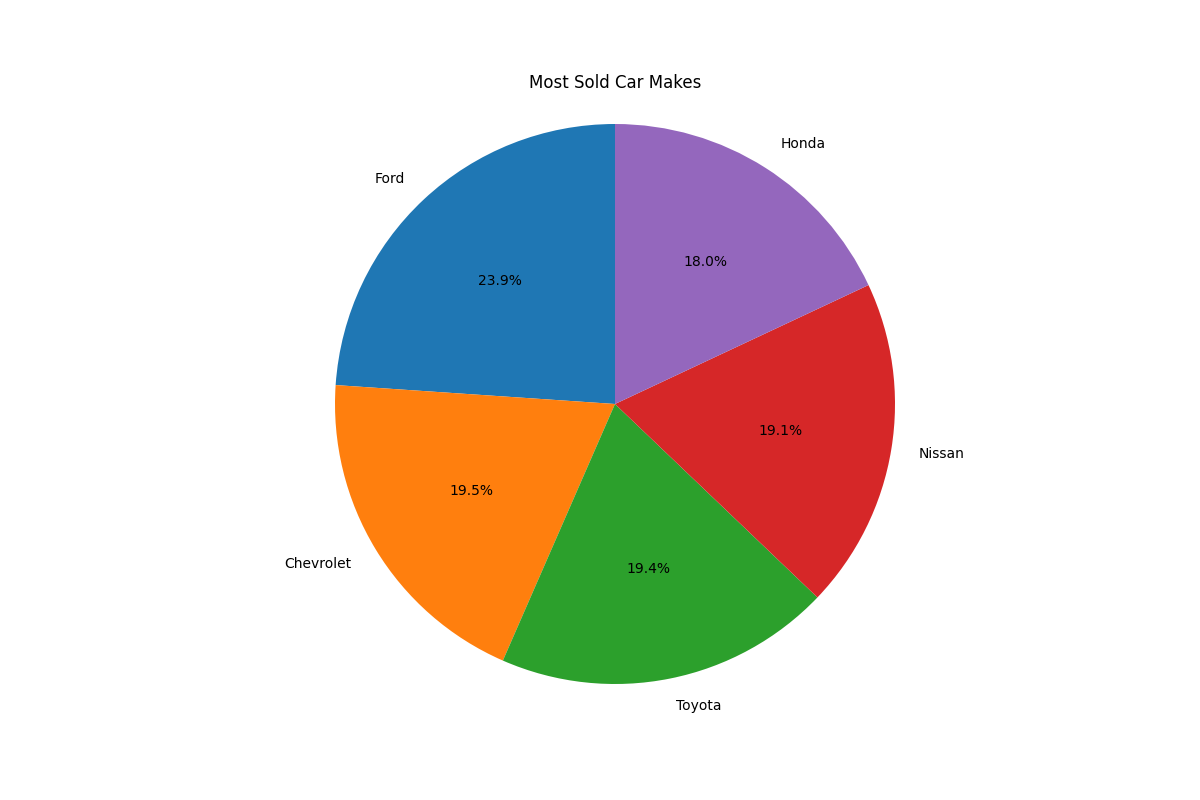 Most Sold Car Makes
Honda
Ford
18.0%
23.9%
19.1%
Nissan
19.5%
Chevrolet
19.4%
Toyota